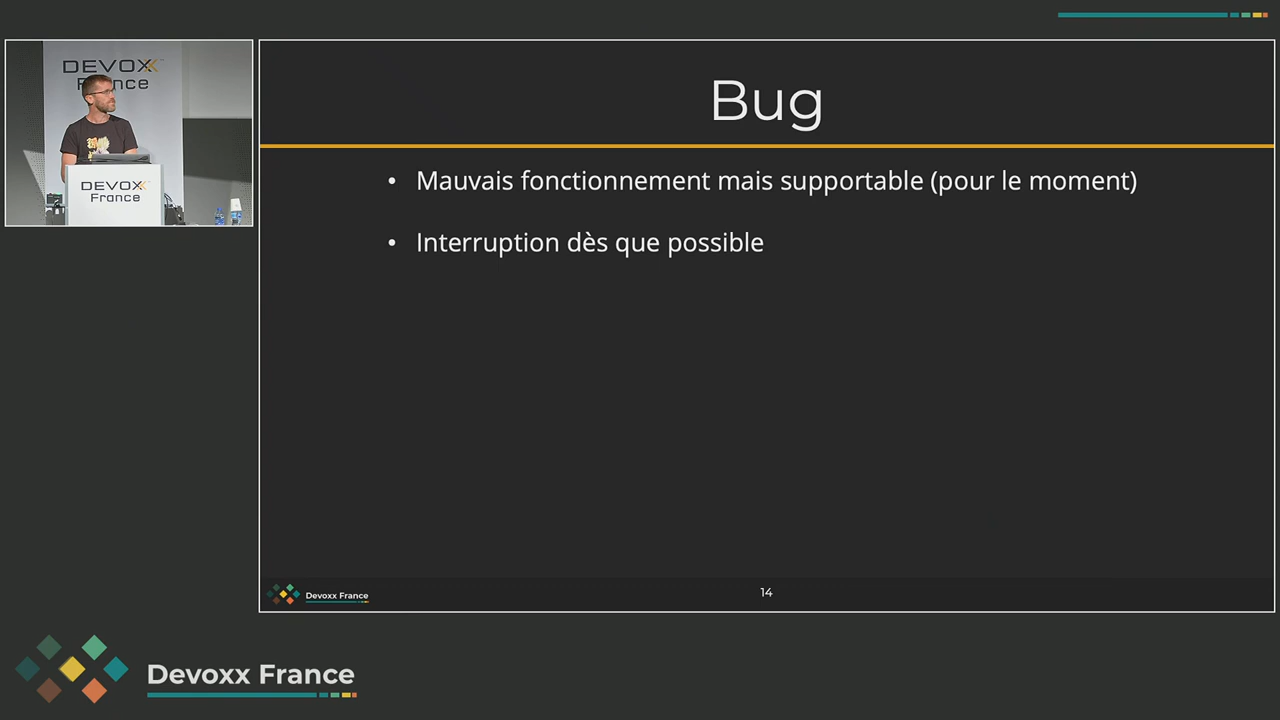 DEVOXX
France
DEVOXX
France
Bug
• Mauvais fonctionnement mais supportable (pour le moment)
• Interruption dès que possible
Devoxx France
14
Devoxx France